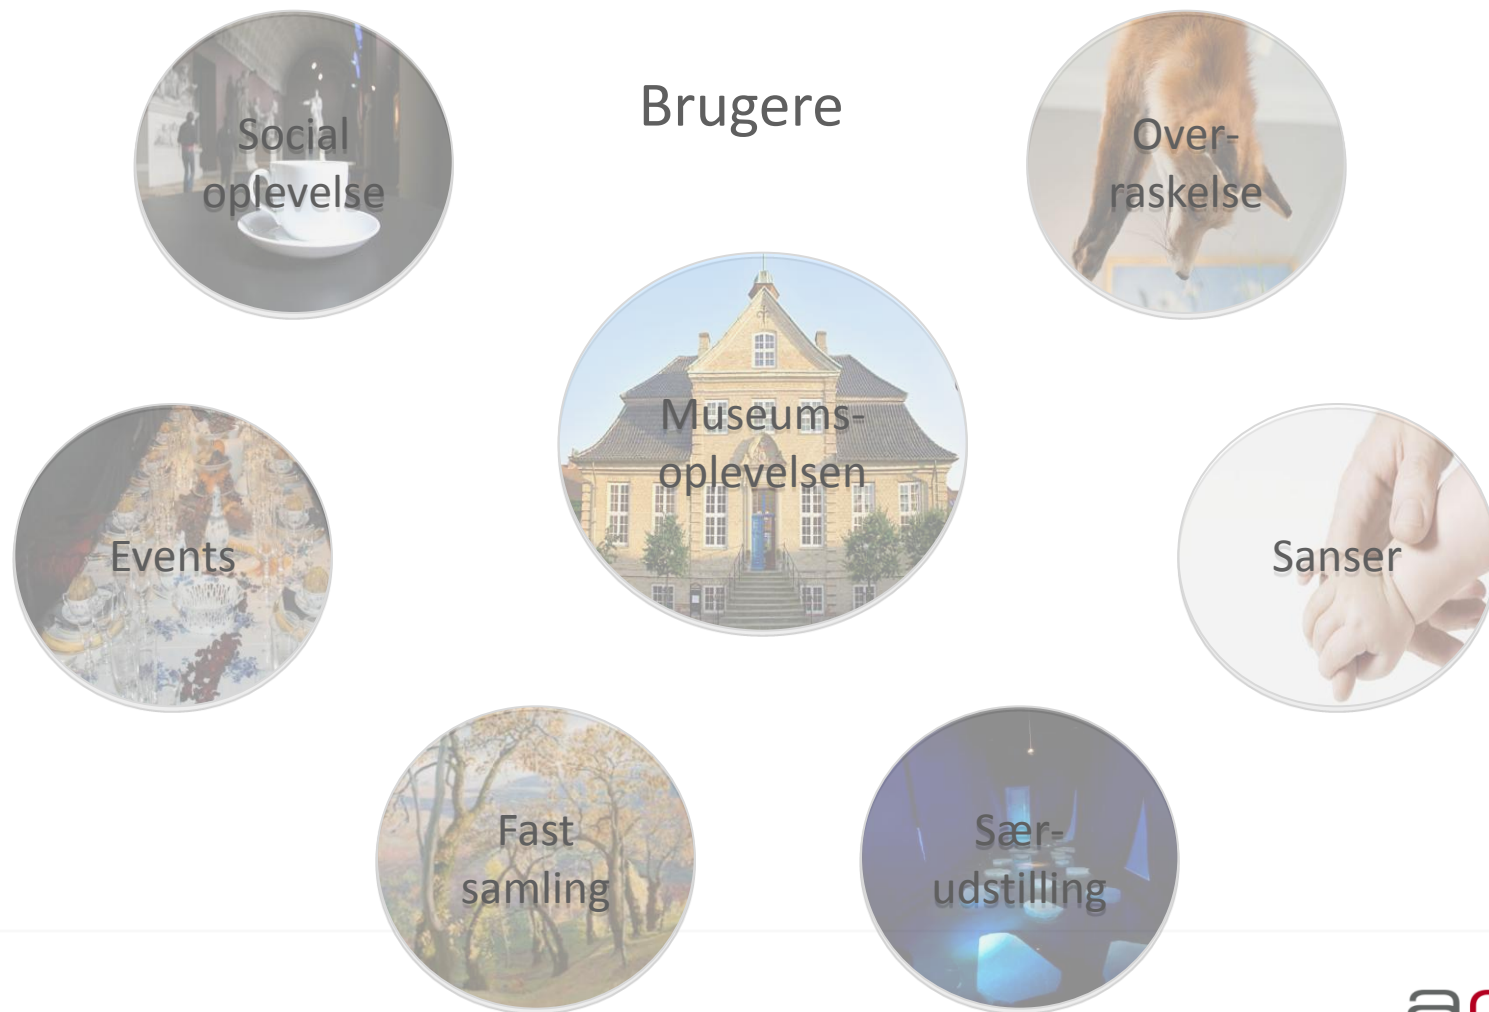 Brugere
Social
oplevelse
Over-
raskelse
Museums-
oplevelsen
Events
Sanser
Fast
samling
Sær-
udstilling